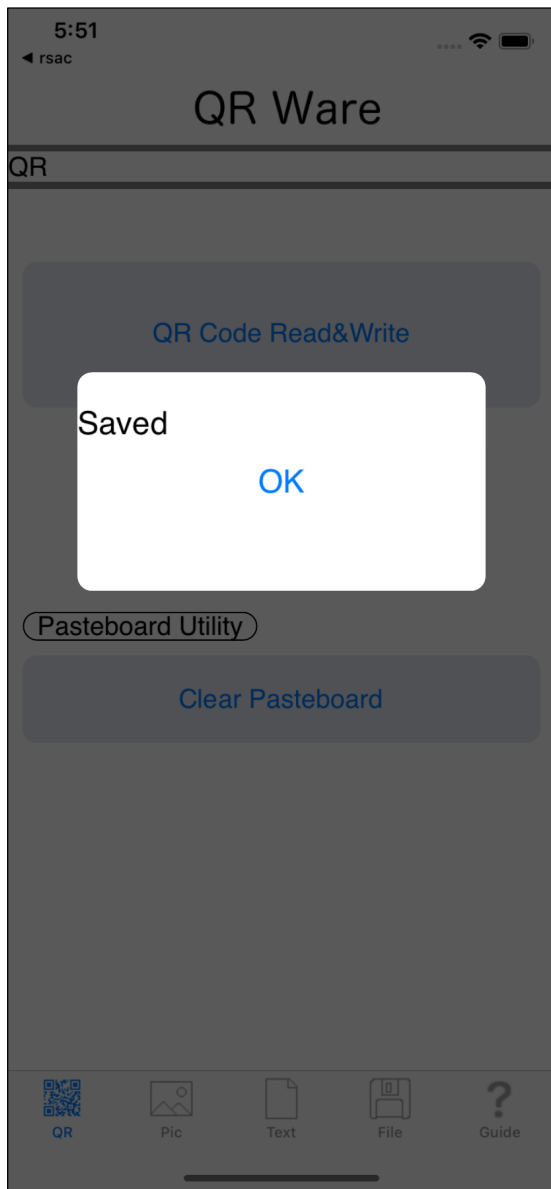 5:51
◀ rsac
QR Ware
QR
QR Code Read&Write
Saved
OK
Pasteboard Utility
Clear Pasteboard
QR Pic Text File Guide